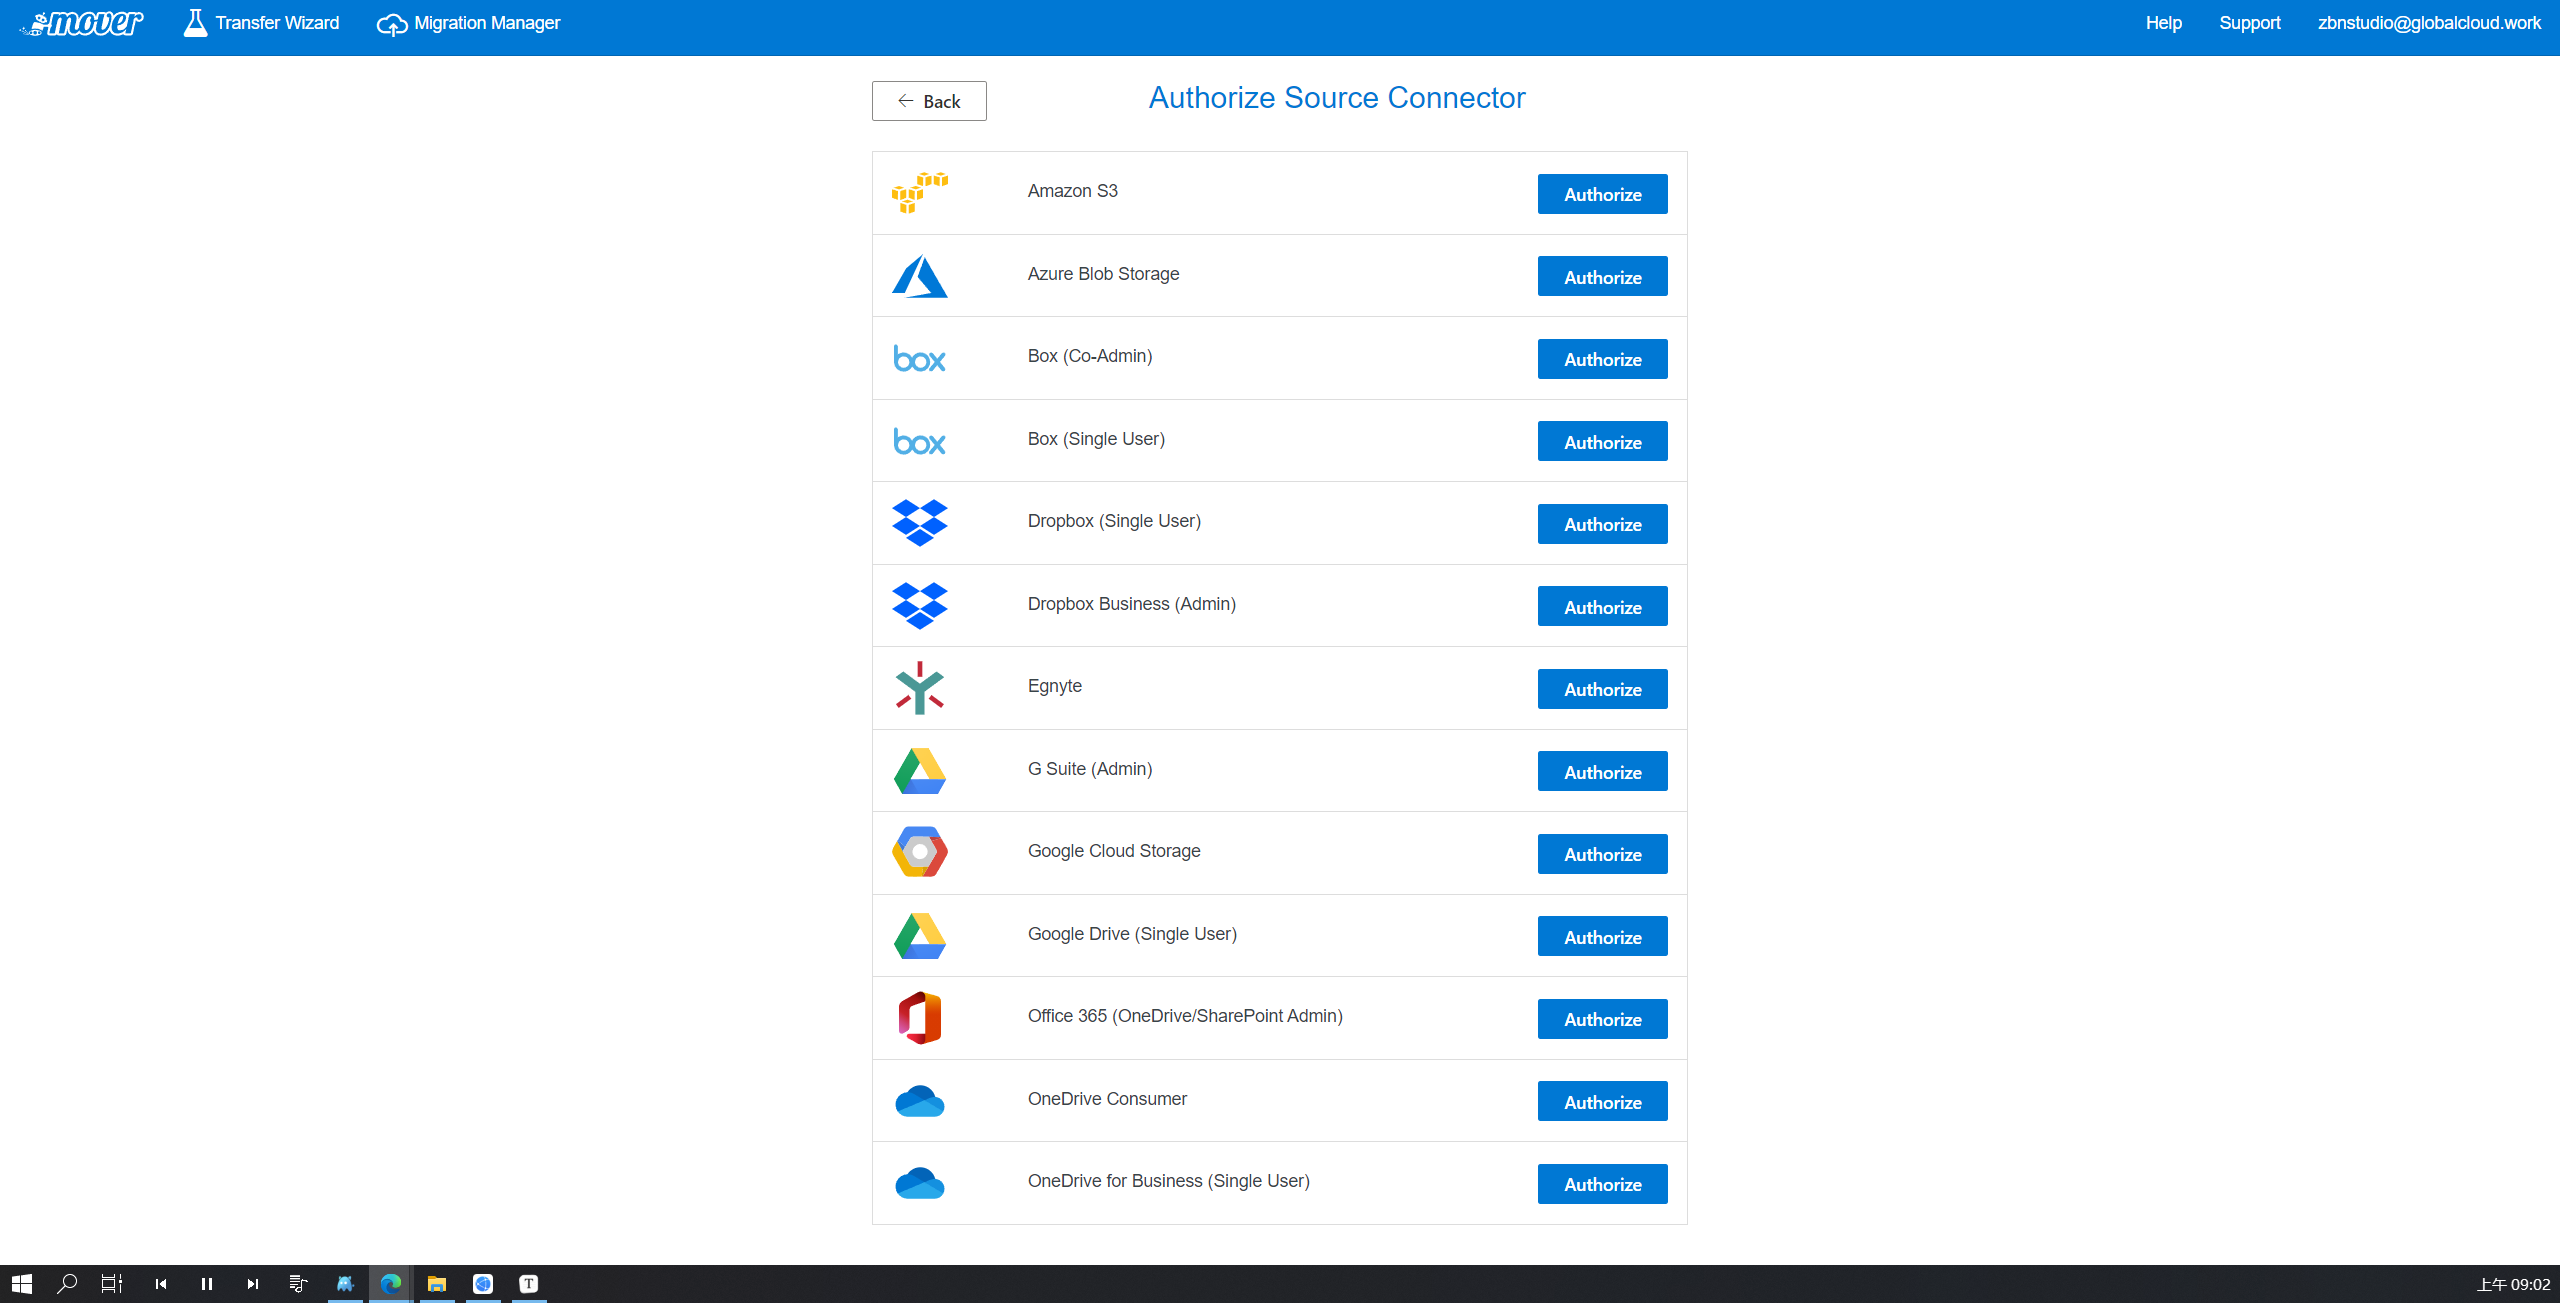 mover Transfer Wizard Migration Manager Help Support zbnstudio@globalcloud.work
Back Authorize Source Connector
Amazon S3 Authorize
Azure Blob Storage Authorize
box Box (Co-Admin) Authorize
box Box (Single User) Authorize
Dropbox (Single User) Authorize
Dropbox Business (Admin) Authorize
Egnyte Authorize
G Suite (Admin) Authorize
Google Cloud Storage Authorize
Google Drive (Single User) Authorize
Office 365 (OneDrive/SharePoint Admin) Authorize
OneDrive Consumer Authorize
OneDrive for Business (Single User) Authorize
T 上午 09:02